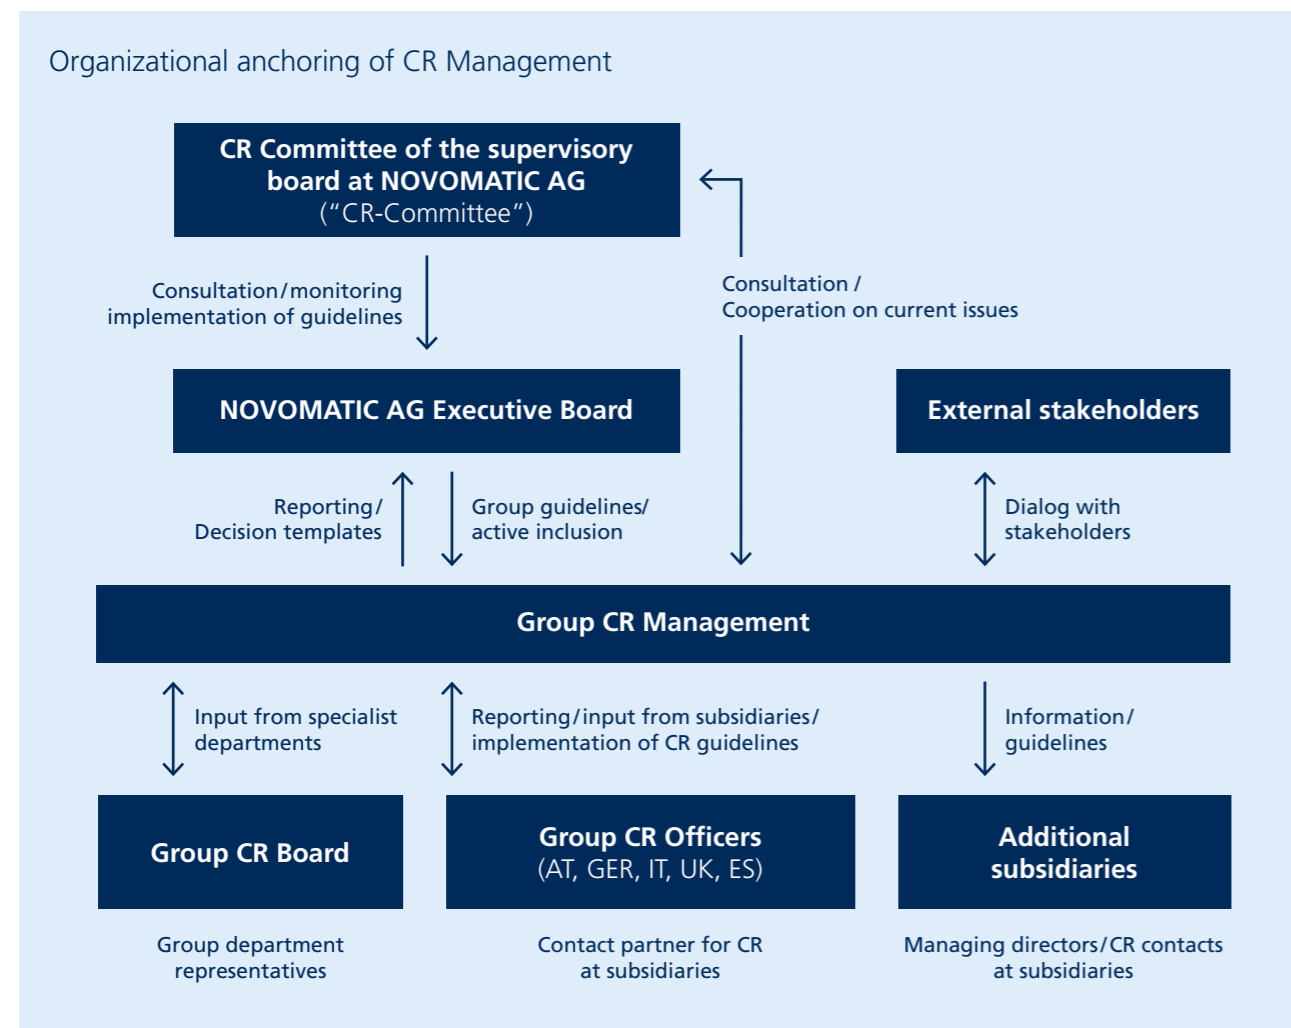 Organizational anchoring of CR Management
CR Committee of the supervisory
board at NOVOMATIC AG
(“CR-Committee”)
Consultation/monitoring
implementation of guidelines
Consultation /
Cooperation on current issues
NOVOMATIC AG Executive Board
External stakeholders
Reporting/
Decision templates
Group guidelines/
active inclusion
Dialog with
stakeholders
Group CR Management
Input from specialist
departments
Reporting/input from subsidiaries/
implementation of CR guidelines
Information/
guidelines
Group CR Board
Group CR Officers
(AT, GER, IT, UK, ES)
Additional
subsidiaries
Group department
representatives
Contact partner for CR
at subsidiaries
Managing directors/CR contacts
at subsidiaries